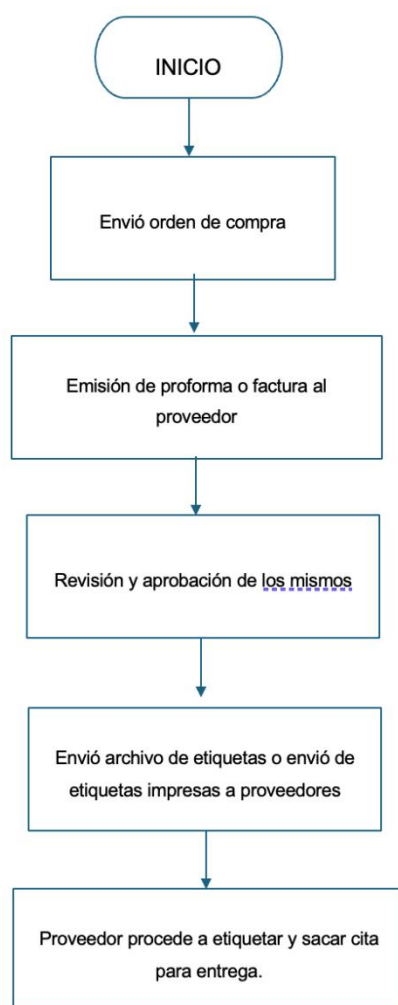 INICIO
Envió orden de compra
Emisión de proforma o factura al
proveedor
Revisión y aprobación de los mismos
Envió archivo de etiquetas o envió de
etiquetas impresas a proveedores
Proveedor procede a etiquetar y sacar cita
para entrega.